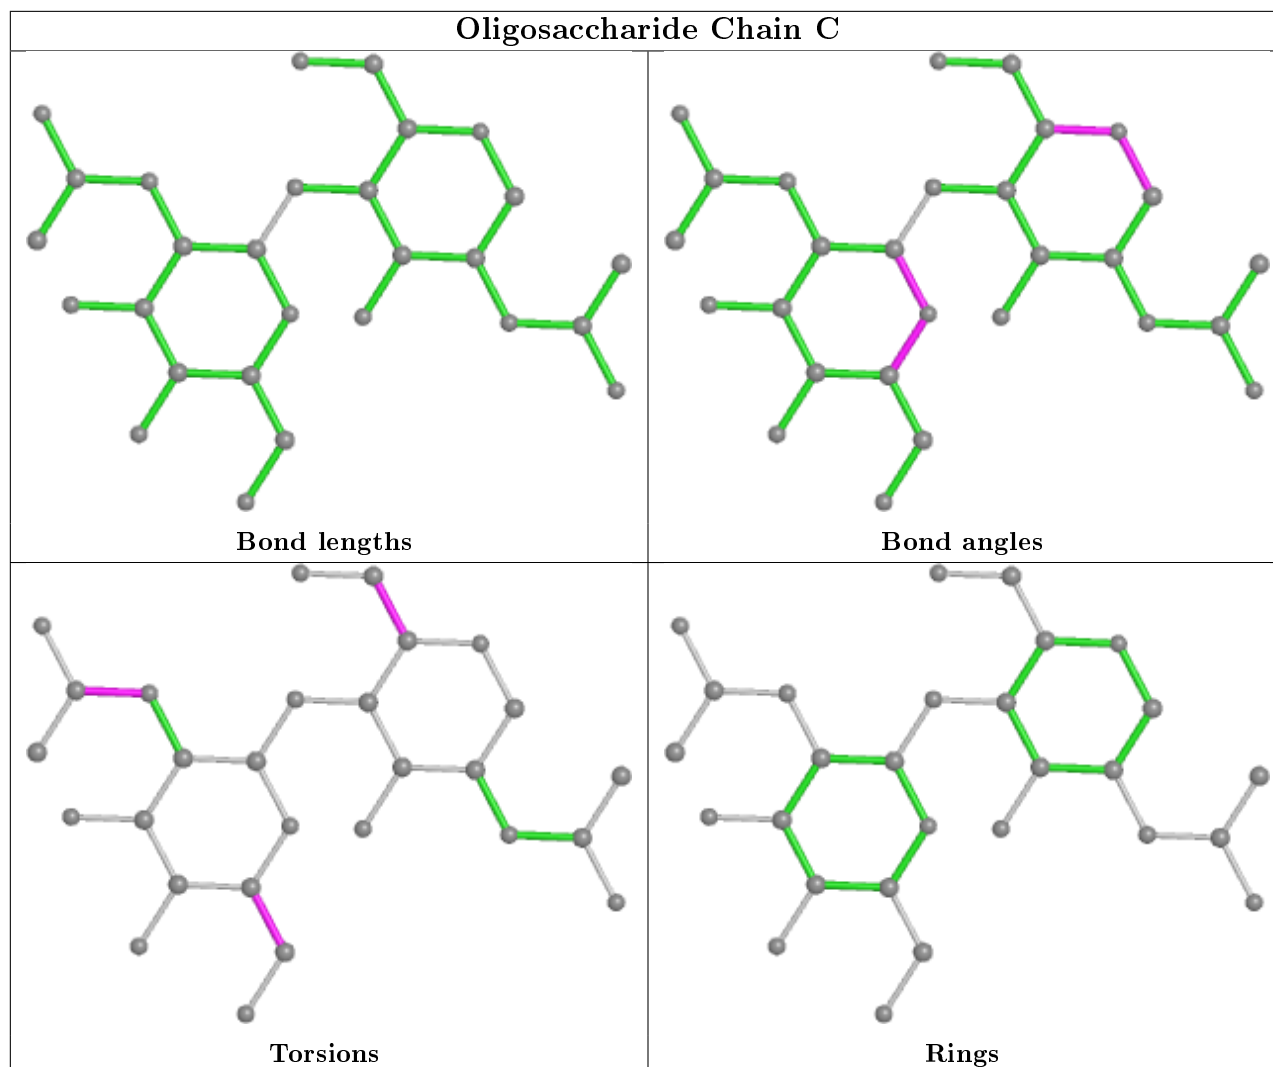 Oligosaccharide Chain C
Bond lengths
Bond angles
Torsions
Rings